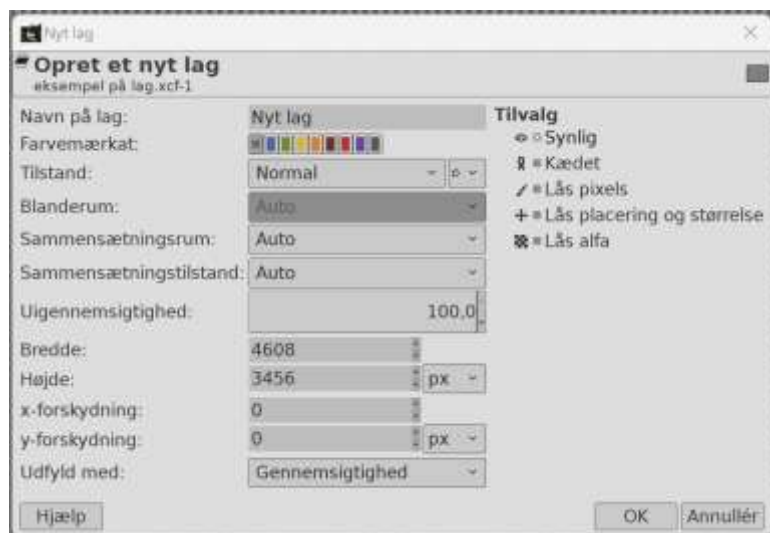 Nyt lag
Opret et nyt lag
eksempel på lag.xcf-1
Navn på lag: Nyt lag
Farvemærkat:
Tilstand: Normal
Blanderum: Auto
Sammensætningsrum: Auto
Sammensætningstilstand: Auto
Uigennemsigtighed: 100,0
Bredde: 4608
Højde: 3456 px
x-forskydning: 0
y-forskydning: 0 px
Udfyld med: Gennemsigtighed
Tilvalg
Synlig
Kædet
Lås pixels
Lås placering og størrelse
Lås alfa
Hjælp
OK
Annullér